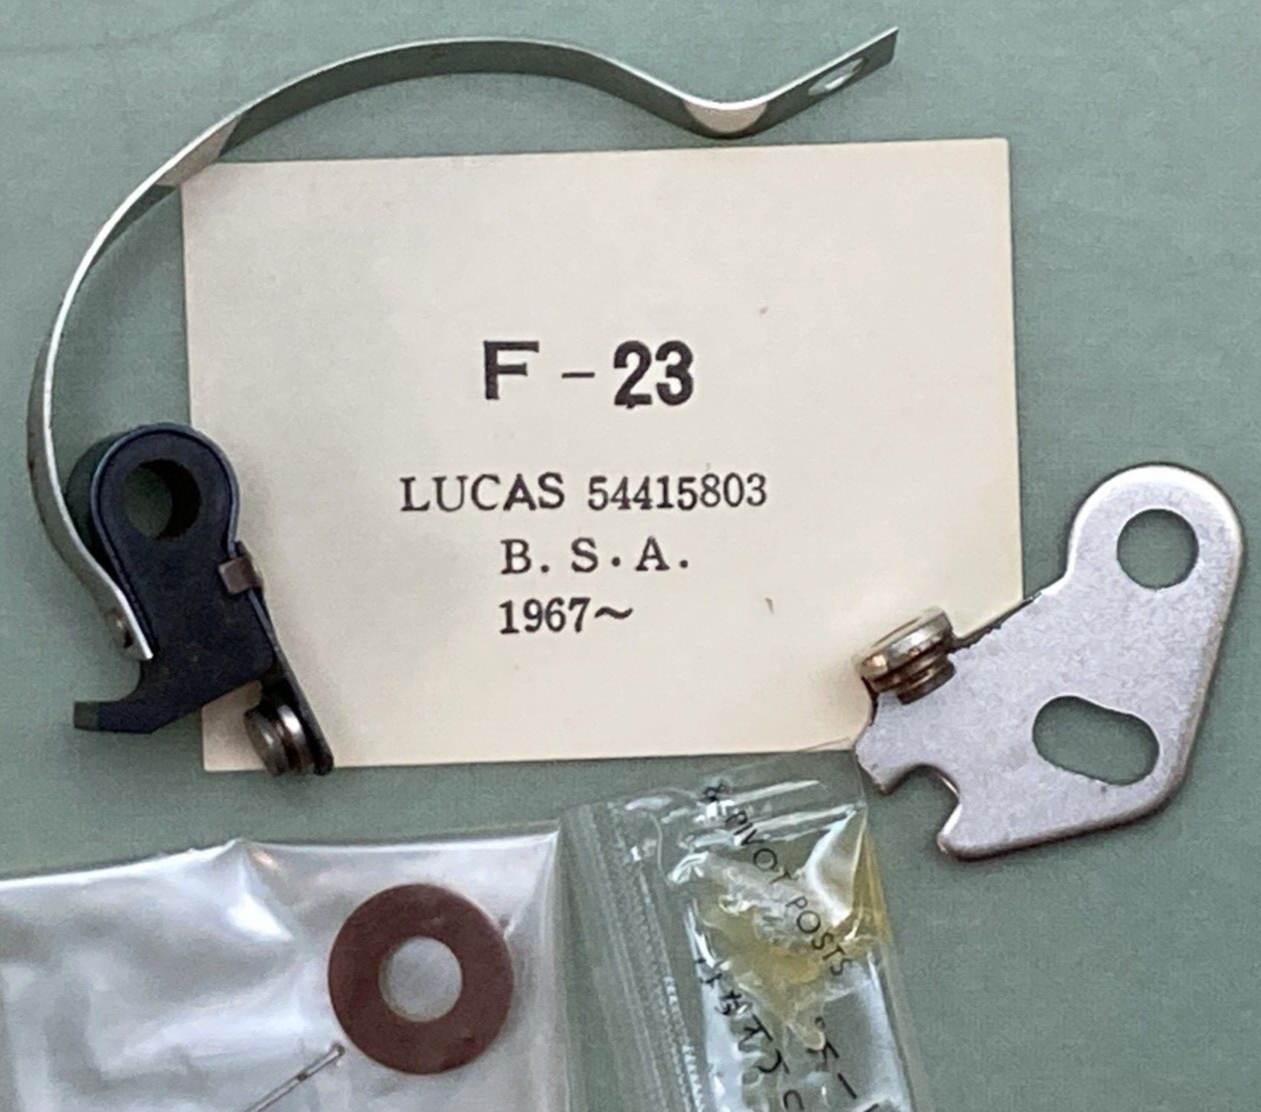 F - 23
LUCAS 54415803
B. S. A.
1967~
& PIVOT POSTS